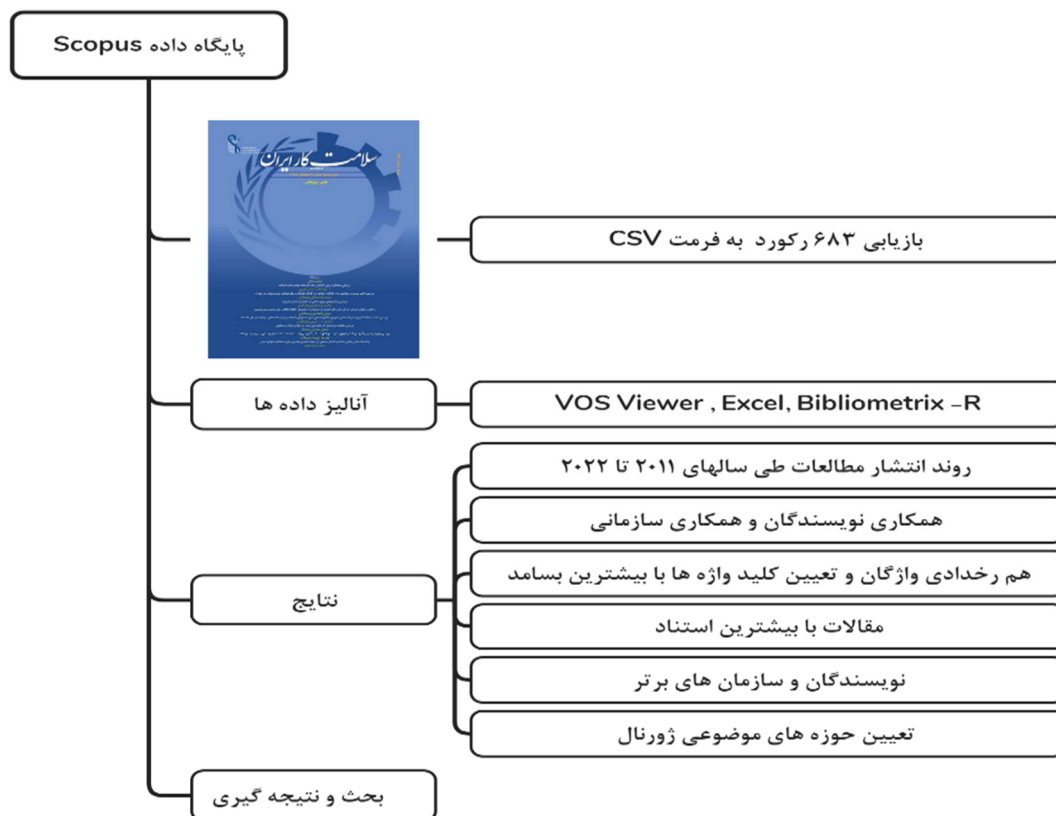 پایگاه داده Scopus
سلامت کار ایران
بازیابی ۶۸۳ رکورد به فرمت CSV
آنالیز داده ها
VOS Viewer , Excel, Bibliometrix –R
نتایج
روند انتشار مطالعات طی سالهای ۲۰۱۱ تا ۲۰۲۲
همکاری نویسندگان و همکاری سازمانی
هم رخدادی واژگان و تعیین کلید واژه ها با بیشترین بسامد
مقالات با بیشترین استناد
نویسندگان و سازمان های برتر
تعیین حوزه های موضوعی ژورنال
بحث و نتیجه گیری